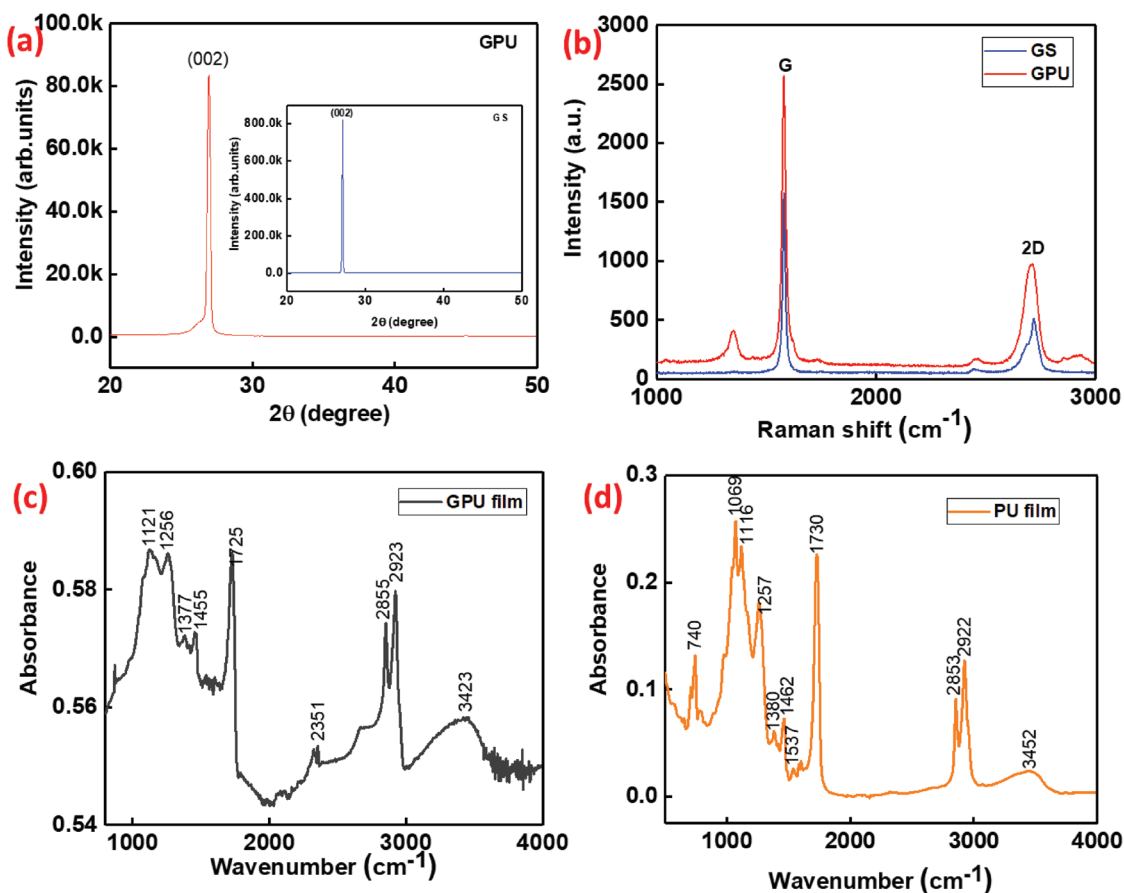 (a)
GPU
(002)
100.0k
80.0k
60.0k
40.0k
20.0k
0.0
Intensity (arb.units)
20 30 40 50
2θ (degree)
(002)
G S
800.0k
600.0k
400.0k
200.0k
0.0
Intensity (arb.units)
20 30 40 50
2θ (degree)
(b)
GS
GPU
G
2D
3000
2500
2000
1500
1000
500
0
Intensity (a.u.)
1000 2000 3000
Raman shift (cm-1)
(c)
GPU film
0.60
0.58
0.56
0.54
Absorbance
1121
1256
1377
1455
1725
2351
2855
2923
3423
1000 2000 3000 4000
Wavenumber (cm-1)
(d)
PU film
0.3
0.2
0.1
0.0
Absorbance
740
1069
1116
1257
1380
1462
1537
1730
2853
2922
3452
1000 2000 3000 4000
Wavenumber (cm-1)